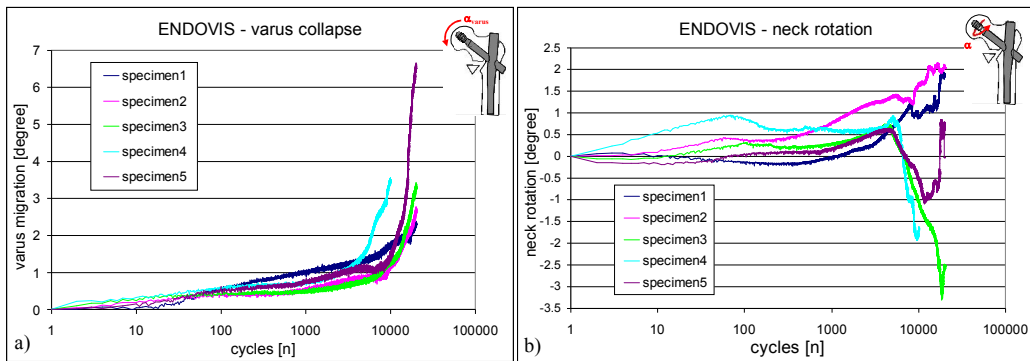 ENDOVIS - varus collapse
αvarus
varus migration [degree]
7
6
5
4
3
2
1
0
specimen1
specimen2
specimen3
specimen4
specimen5
1
10
100
1000
10000
100000
cycles [n]
a)
ENDOVIS - neck rotation
α
neck rotation [degree]
2.5
2
1.5
1
0.5
0
-0.5
-1
-1.5
-2
-2.5
-3
-3.5
specimen1
specimen2
specimen3
specimen4
specimen5
1
10
100
1000
10000
100000
cycles [n]
b)